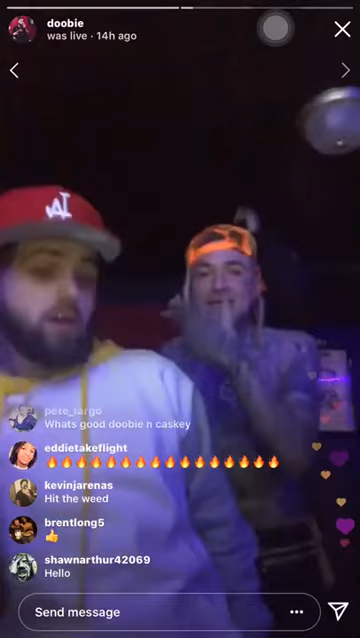 doobie
was live · 14h ago
pete_largo
Whats good doobie n caskey
eddietakeflight
🔥🔥🔥🔥🔥🔥🔥🔥🔥🔥🔥🔥🔥🔥🔥🔥
kevinjarenas
Hit the weed
brentlong5
👍
shawnarthur42069
Hello
Send message